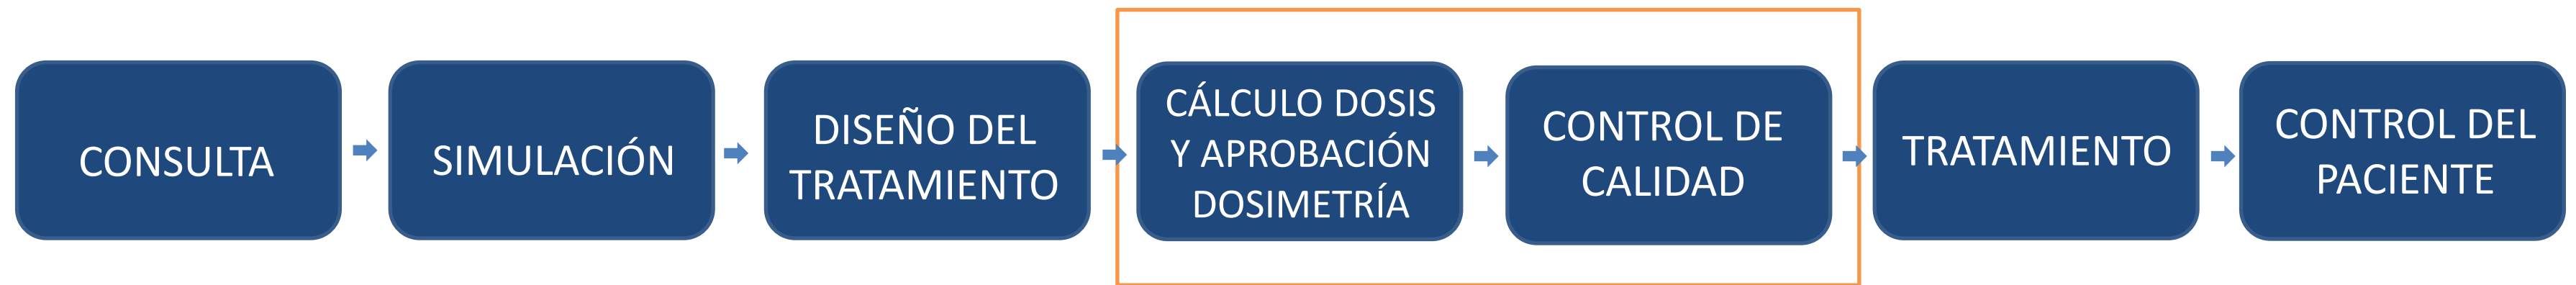 CONSULTA
SIMULACIÓN
DISEÑO DEL
TRATAMIENTO
CÁLCULO DOSIS
Y APROBACIÓN
DOSIMETRÍA
CONTROL DE
CALIDAD
TRATAMIENTO
CONTROL DEL
PACIENTE